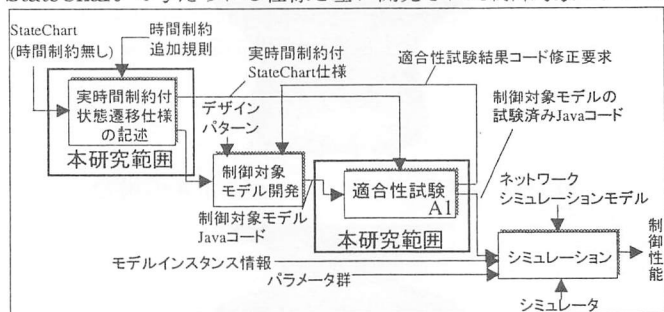 StateChart
(時間制約無し)
時間制約
追加規則
実時間制約付
StateChart仕様
適合性試験結果コード修正要求
実時間制約付
状態遷移仕様
の記述
本研究範囲
デザイン
パターン
制御対象モデルの
試験済みJavaコード
制御対象
モデル開発
適合性試験
A1
本研究範囲
制御対象モデル
Javaコード
ネットワーク
シミュレーションモデル
モデルインスタンス情報
パラメータ群
シミュレーション
制御性能
シミュレータ